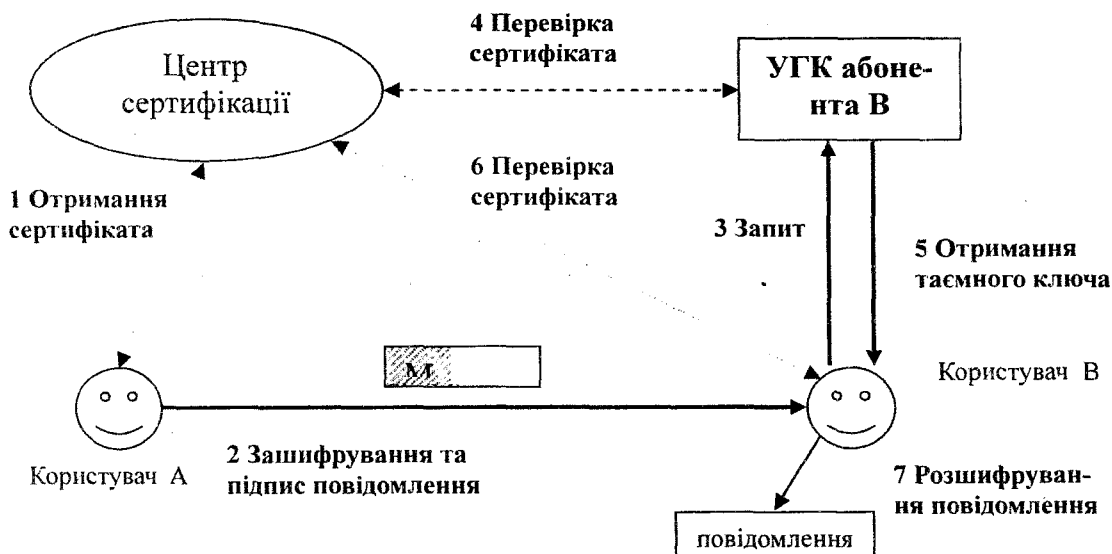 4 Перевірка
сертифіката
Центр
сертифікації
УГК абоне-
нта В
6 Перевірка
сертифіката
1 Отримання
сертифіката
3 Запит
5 Отримання
таємного ключа
М
Користувач В
Користувач А
2 Зашифрування та
підпис повідомлення
7 Розшифруван-
ня повідомлення
повідомлення